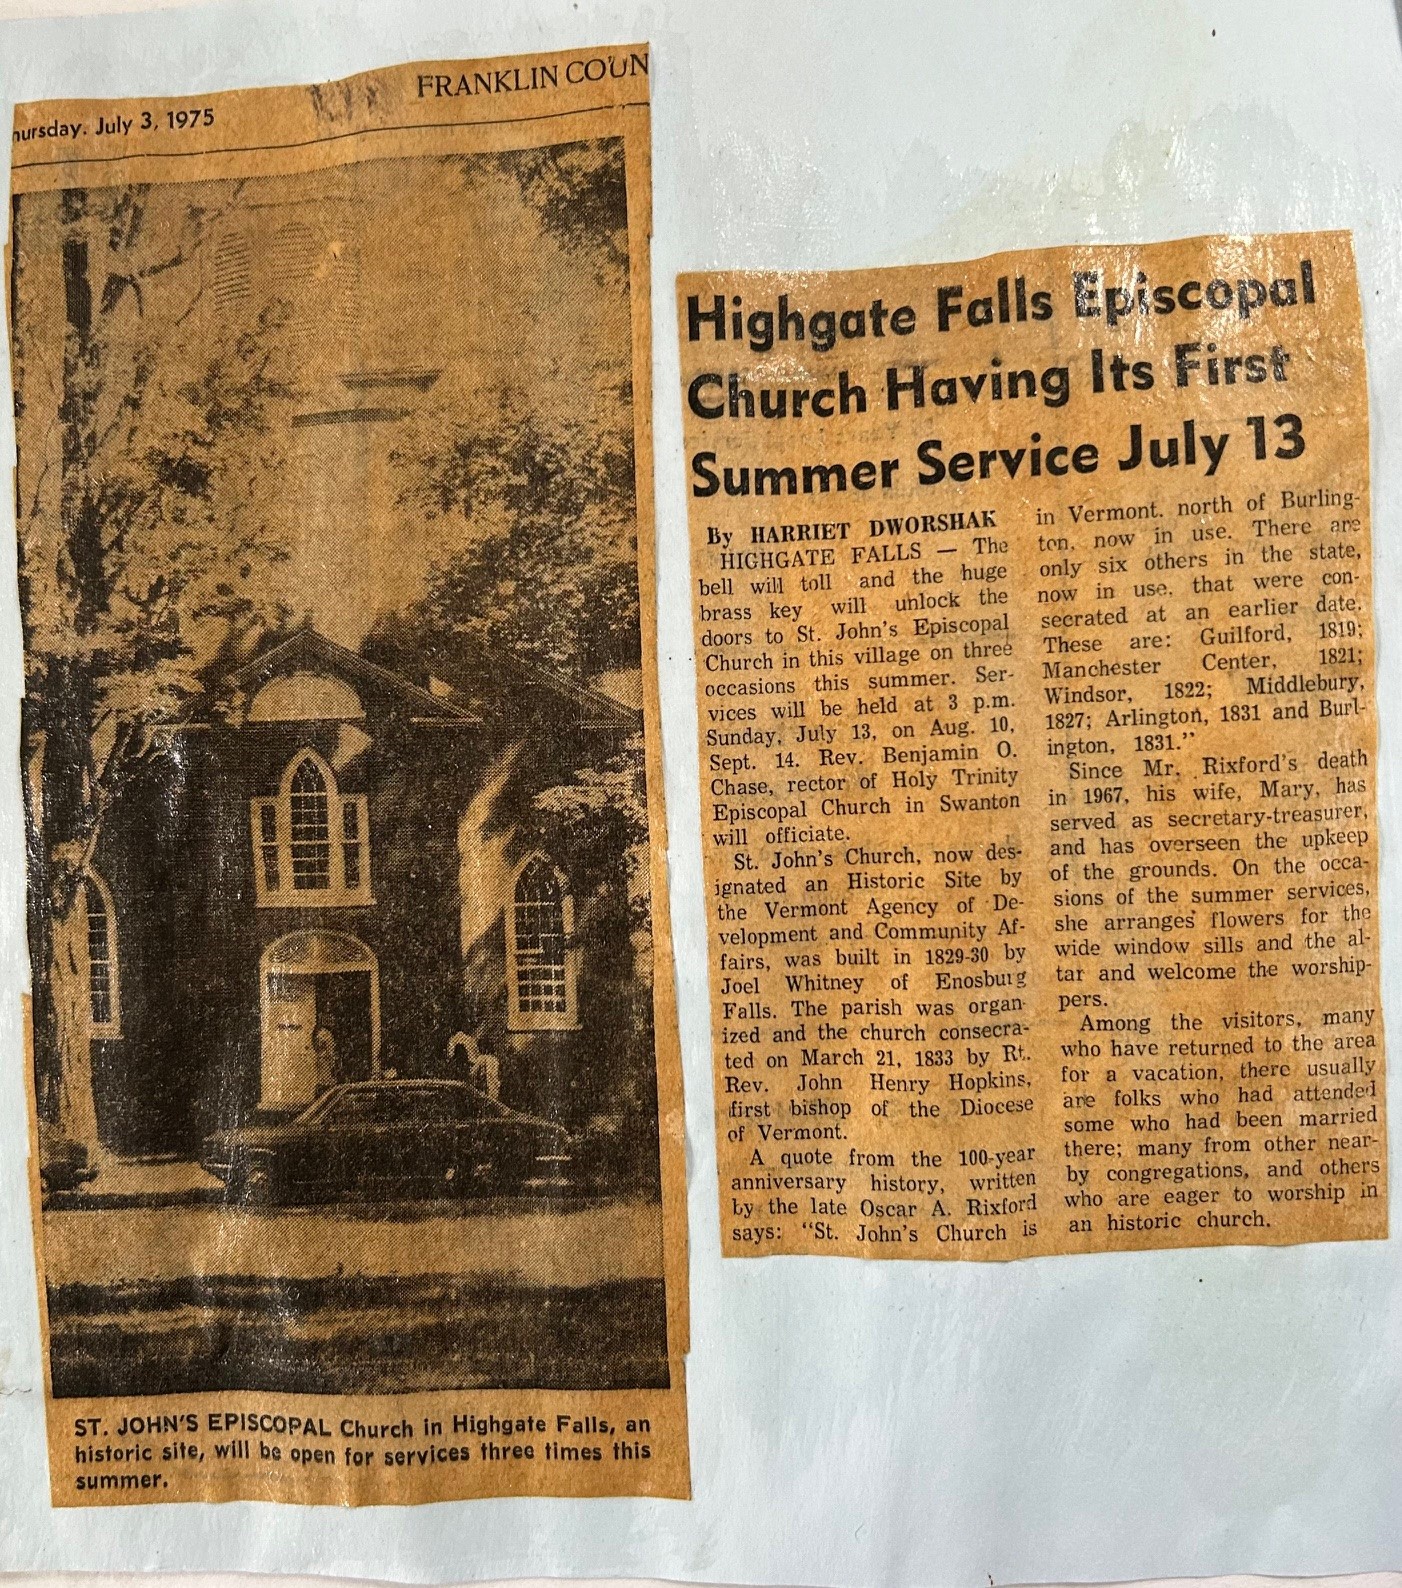 FRANKLIN COUN
hursday. July 3, 1975
ST. JOHN'S EPISCOPAL Church in Highgate Falls, an
historic site, will be open for services three times this
summer.
Highgate Falls Episcopal
Church Having Its First
Summer Service July 13
By HARRIET DWORSHAK
HIGHGATE FALLS — The
bell will toll and the huge
brass key will unlock the
doors to St. John's Episcopal
Church in this village on three
occasions this summer. Ser-
vices will be held at 3 p.m.
Sunday, July 13, on Aug. 10,
Sept. 14. Rev. Benjamin O.
Chase, rector of Holy Trinity
Episcopal Church in Swanton
will officiate.
St. John's Church, now des-
ignated an Historic Site by
the Vermont Agency of De-
velopment and Community Af-
fairs, was built in 1829-30 by
Joel Whitney of Enosburg
Falls. The parish was organ-
ized and the church consecra-
ted on March 21, 1833 by Rt.
Rev. John Henry Hopkins,
first bishop of the Diocese
of Vermont.
A quote from the 100-year
anniversary history, written
by the late Oscar A. Rixford
says: "St. John's Church is
in Vermont. north of Burling-
ton, now in use. There are
only six others in the state,
now in use, that were con-
secrated at an earlier date.
These are: Guilford, 1819;
Manchester Center, 1821;
Windsor, 1822; Middlebury,
1827; Arlington, 1831 and Burl-
ington, 1831."
Since Mr. Rixford's death
in 1967, his wife, Mary, has
served as secretary-treasurer,
and has overseen the upkeep
of the grounds. On the occa-
sions of the summer services,
she arranges flowers for the
wide window sills and the al-
tar and welcome the worship-
pers.
Among the visitors, many
who have returned to the area
for a vacation, there usually
are folks who had attended
some who had been married
there; many from other near-
by congregations, and others
who are eager to worship in
an historic church.